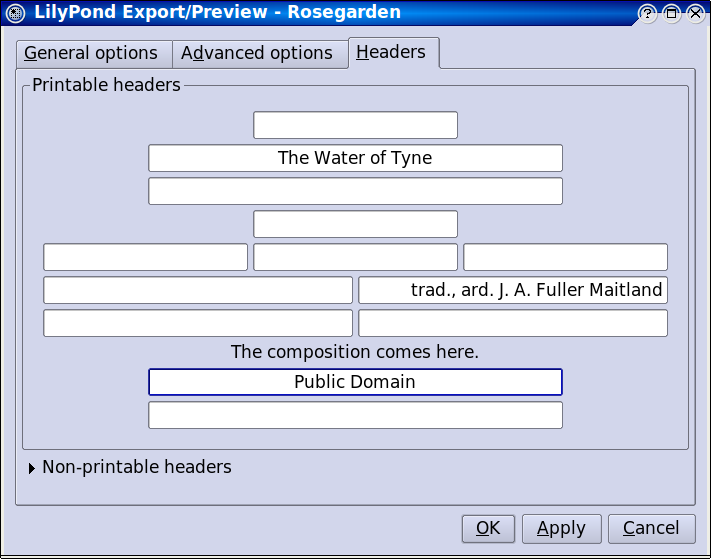 LilyPond Export/Preview - Rosegarden
General options Advanced options Headers
Printable headers
The Water of Tyne
trad., ard. J. A. Fuller Maitland
The composition comes here.
Public Domain
Non-printable headers
OK Apply Cancel